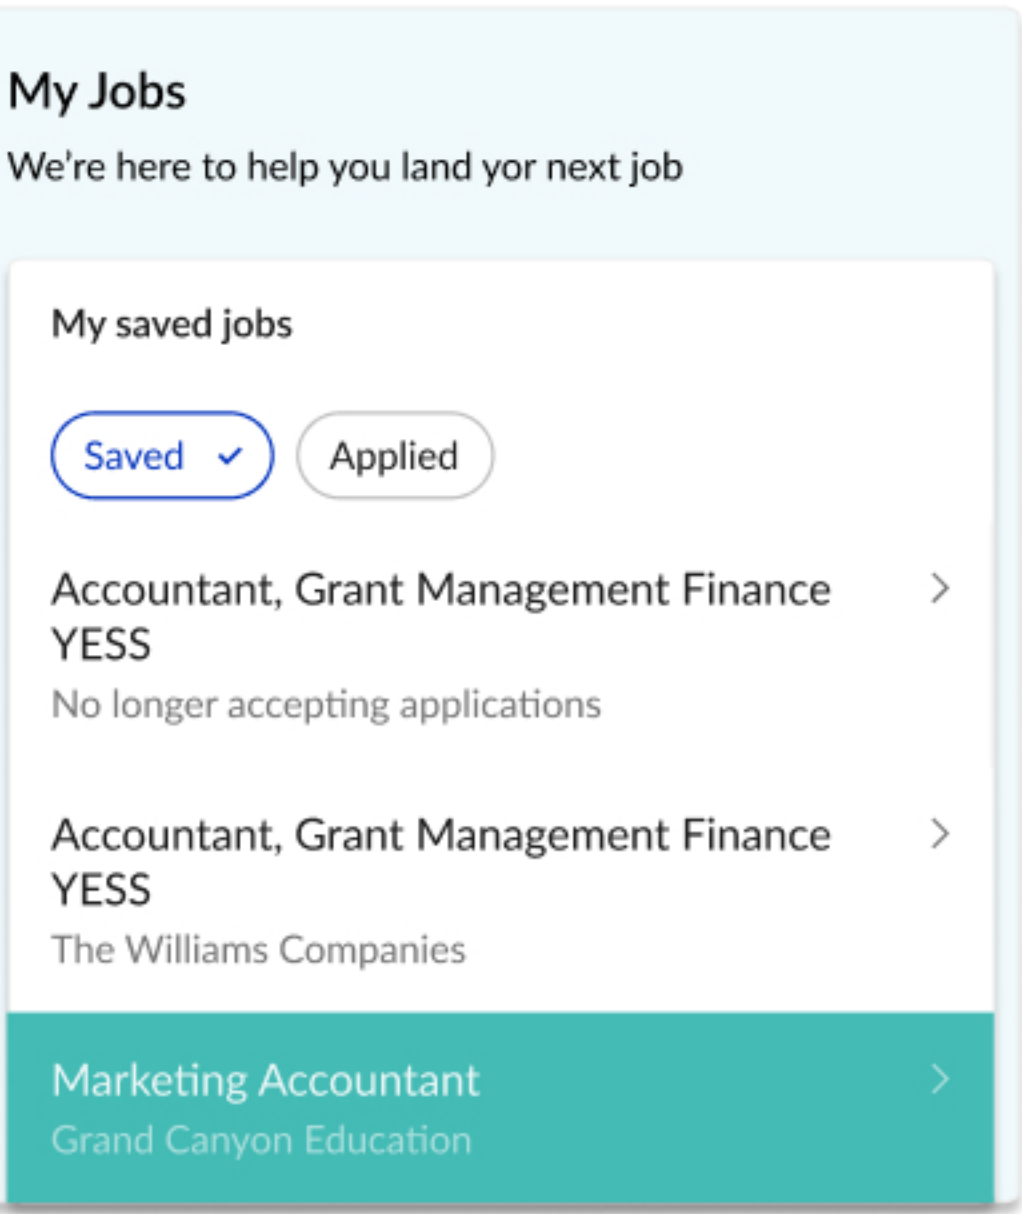 My Jobs
We're here to help you land yor next job
My saved jobs
Saved
Applied
Accountant, Grant Management Finance
YESS
No longer accepting applications
Accountant, Grant Management Finance
YESS
The Williams Companies
Marketing Accountant
Grand Canyon Education